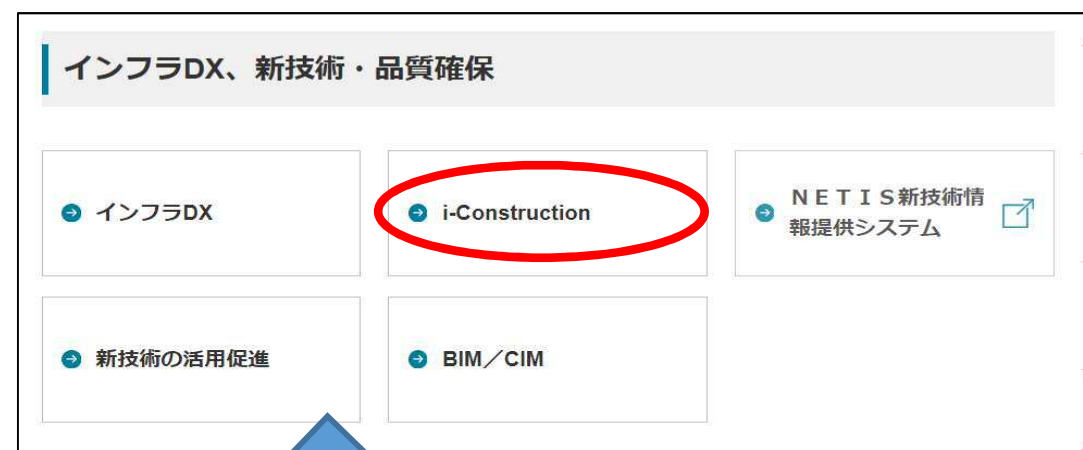 インフラDX、新技術・品質確保
インフラDX
i-Construction
ＮＥＴＩＳ新技術情
報提供システム
新技術の活用促進
BIM／CIM